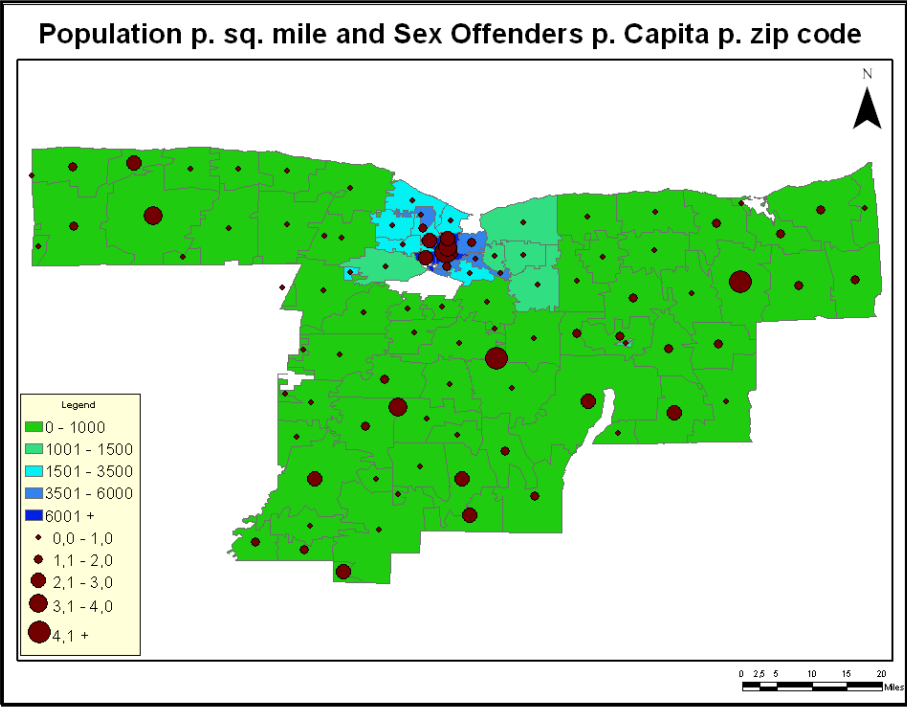 Population p. sq. mile and Sex Offenders p. Capita p. zip code
N
Legend
0 - 1000
1001 - 1500
1501 - 3500
3501 - 6000
6001 +
0,0 - 1,0
1,1 - 2,0
2,1 - 3,0
3,1 - 4,0
4,1 +
0 2,5 5 10 15 20
Miles